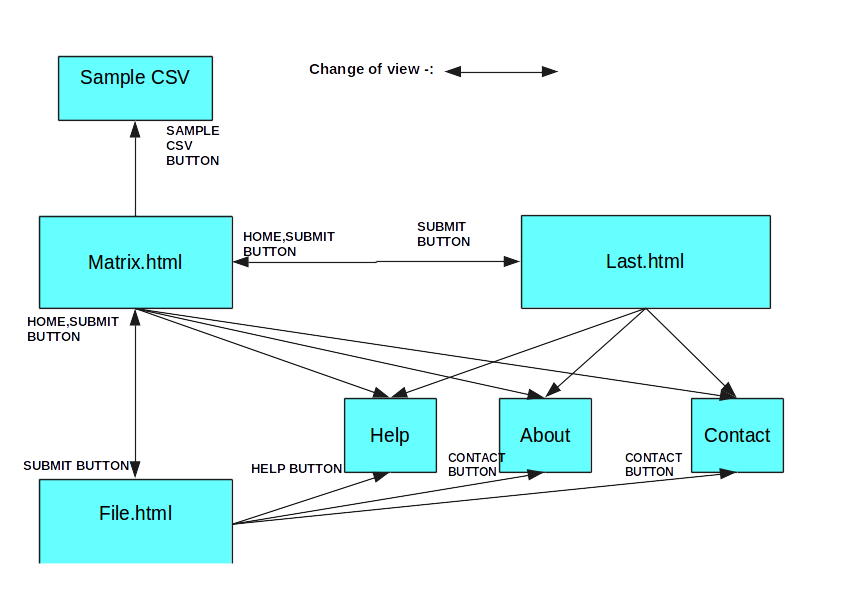 Sample CSV
Change of view -:
SAMPLE
CSV
BUTTON
Matrix.html
HOME,SUBMIT
BUTTON
SUBMIT
BUTTON
Last.html
HOME,SUBMIT
BUTTON
Help
About
Contact
SUBMIT BUTTON
HELP BUTTON
CONTACT
BUTTON
CONTACT
BUTTON
File.html